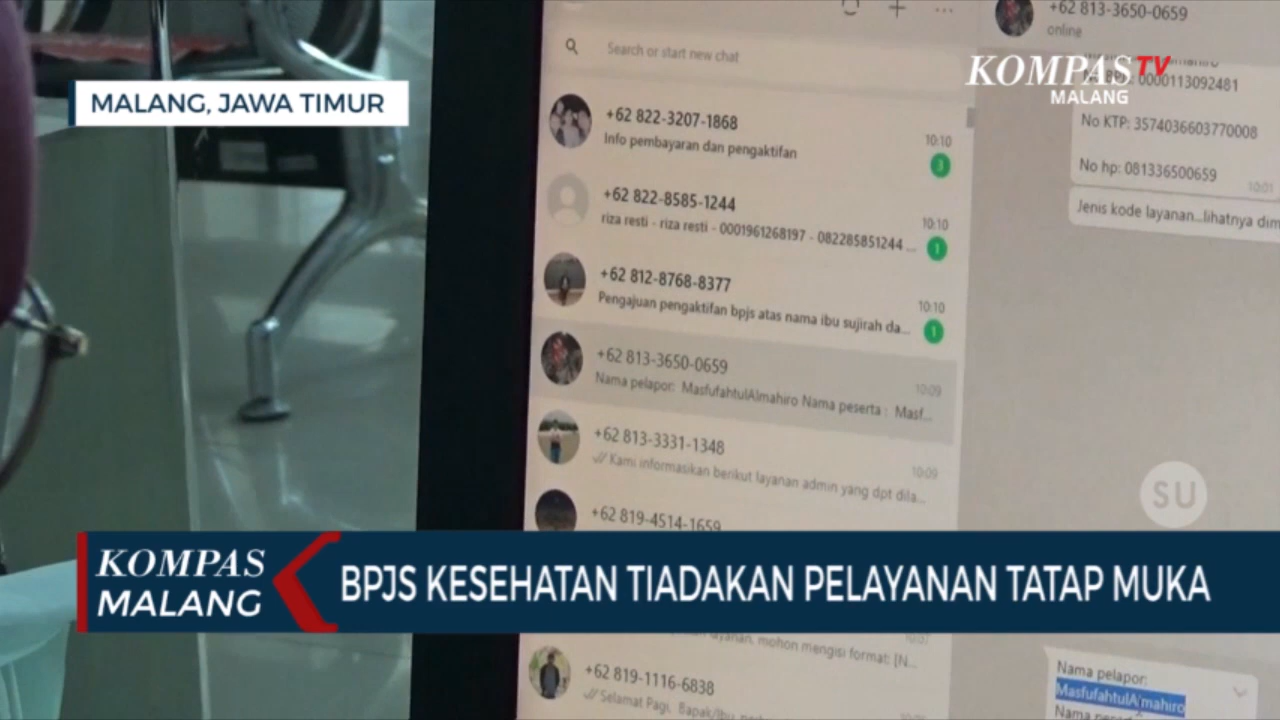 MALANG, JAWA TIMUR
KOMPAS TV
MALANG
Search or start new chat
+62 822-3207-1868
Info pembayaran dan pengaktifan
10:10
3
+62 822-8585-1244
riza resti - riza resti - 0001961268197 - 082285851244 ...
10:10
1
+62 812-8768-8377
Pengajuan pengaktifan bpjs atas nama ibu sujirah da...
10:10
1
+62 813-3650-0659
Nama pelapor: MasfufahtulAlmahiro Nama peserta : Masf...
10:09
+62 813-3331-1348
Kami informasikan berikut layanan admin yang dpt dila...
10:09
+62 819-4514-1659
layanan, mohon mengisi format: [N...
10:07
+62 819-1116-6838
Selamat Pagi, Bapak/Ibu,
+62 813-3650-0659
online
0000113092481
No KTP: 3574036603770008
No hp: 081336500659
10:01
Jenis kode layanan...lihatnya dim
Nama pelapor:
MasfufahtulA'mahiro
SU
KOMPAS
MALANG
BPJS KESEHATAN TIADAKAN PELAYANAN TATAP MUKA